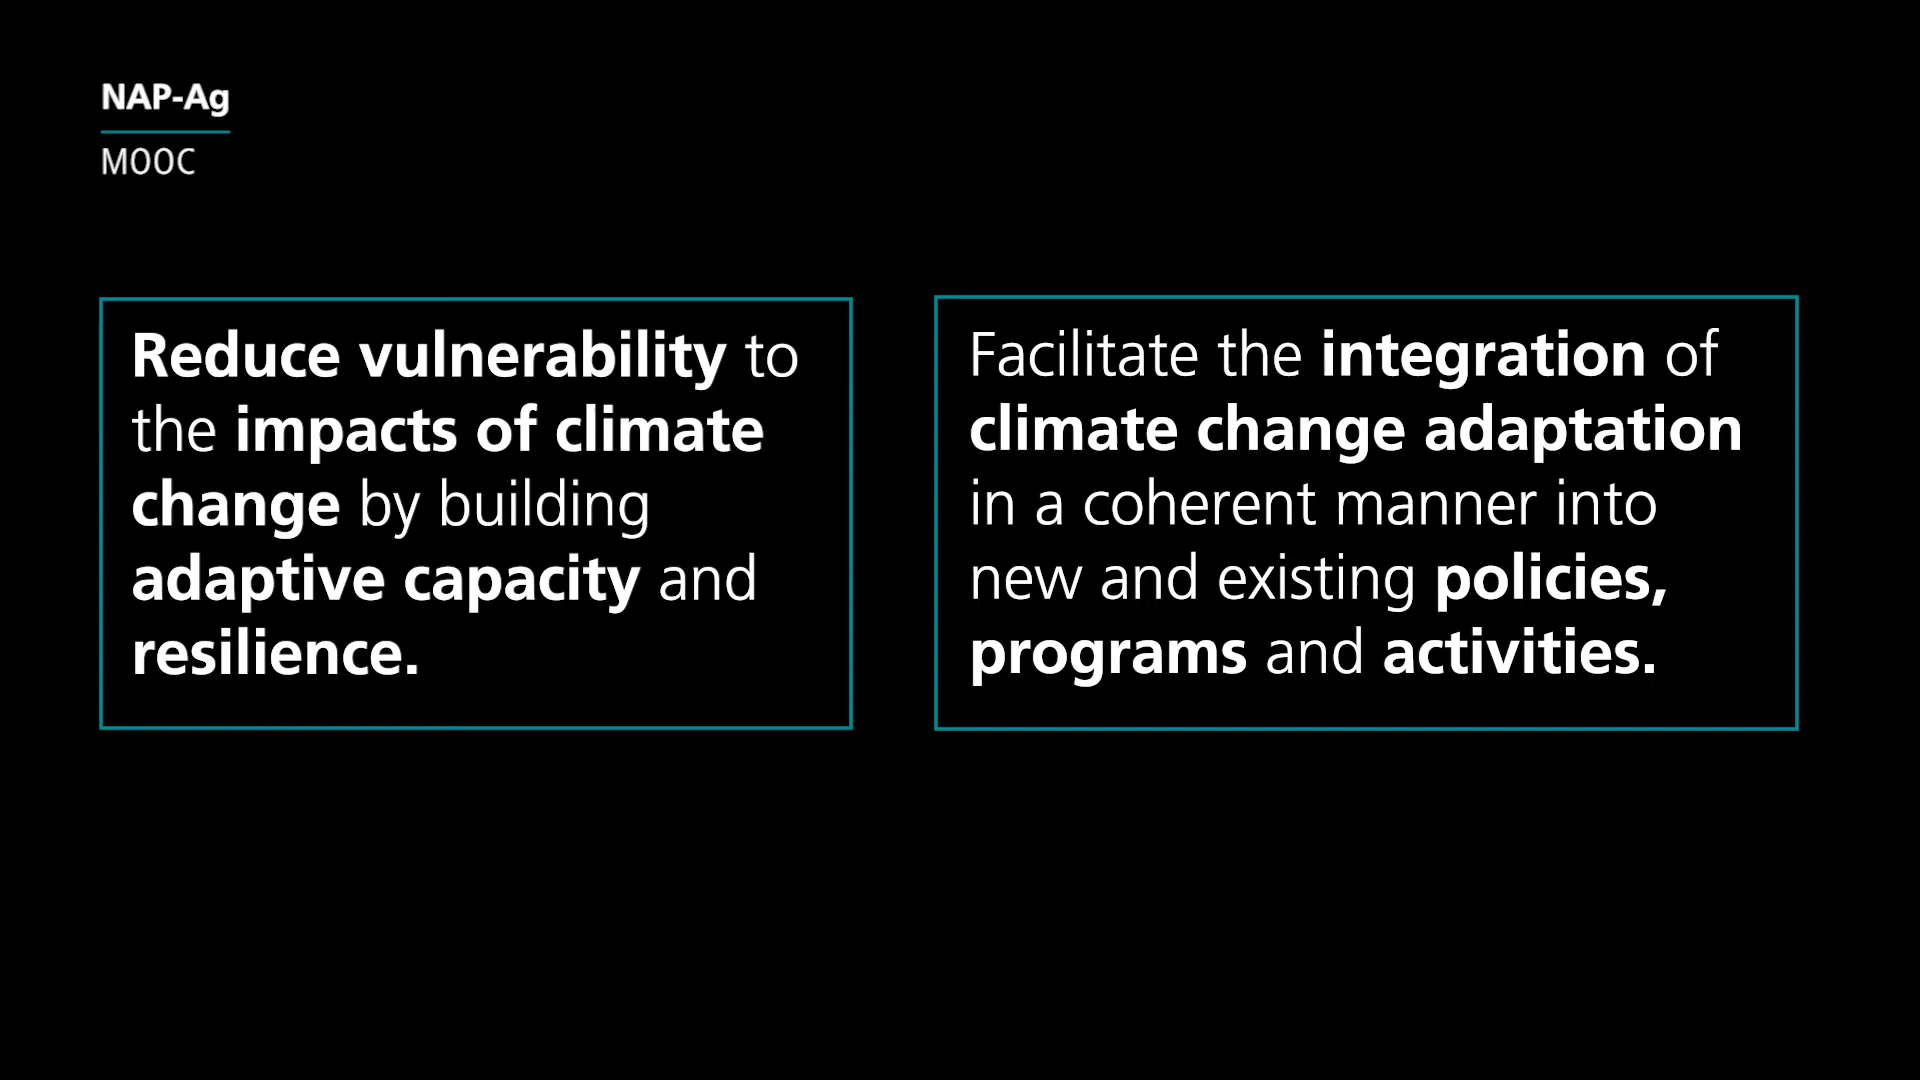 NAP-Ag
MOOC
Reduce vulnerability to
the impacts of climate
change by building
adaptive capacity and
resilience.
Facilitate the integration of
climate change adaptation
in a coherent manner into
new and existing policies,
programs and activities.